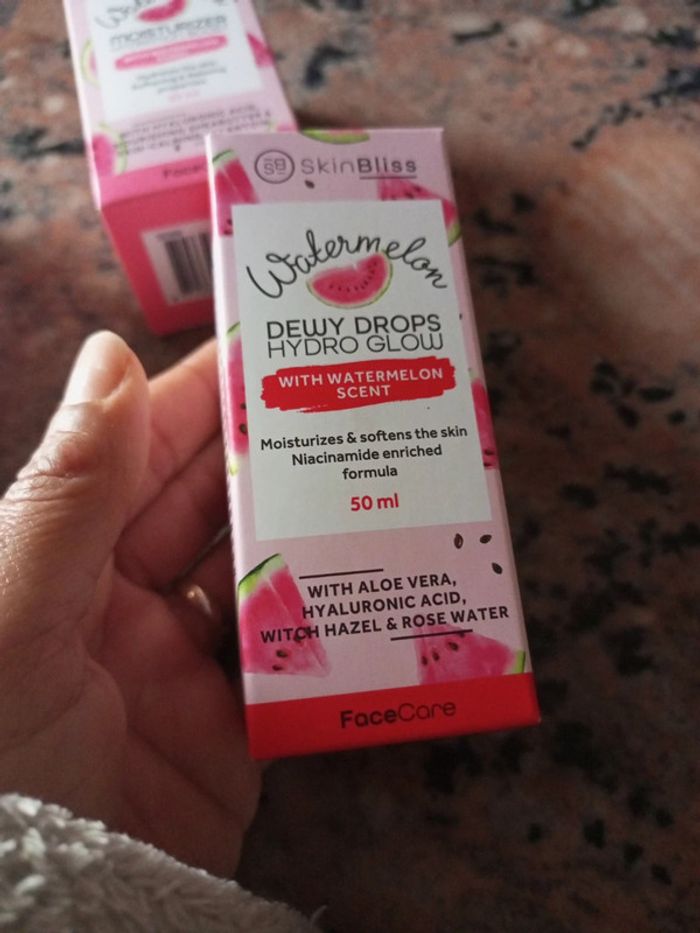 Watermelon
MOISTURIZER
SkinBliss
Watermelon
DEWY DROPS
HYDRO GLOW
WITH WATERMELON
SCENT
Moisturizes & softens the skin
Niacinamide enriched
formula
50 ml
WITH ALOE VERA,
HYALURONIC ACID,
WITCH HAZEL & ROSE WATER
FaceCare